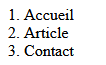 1. Accueil
2. Article
3. Contact